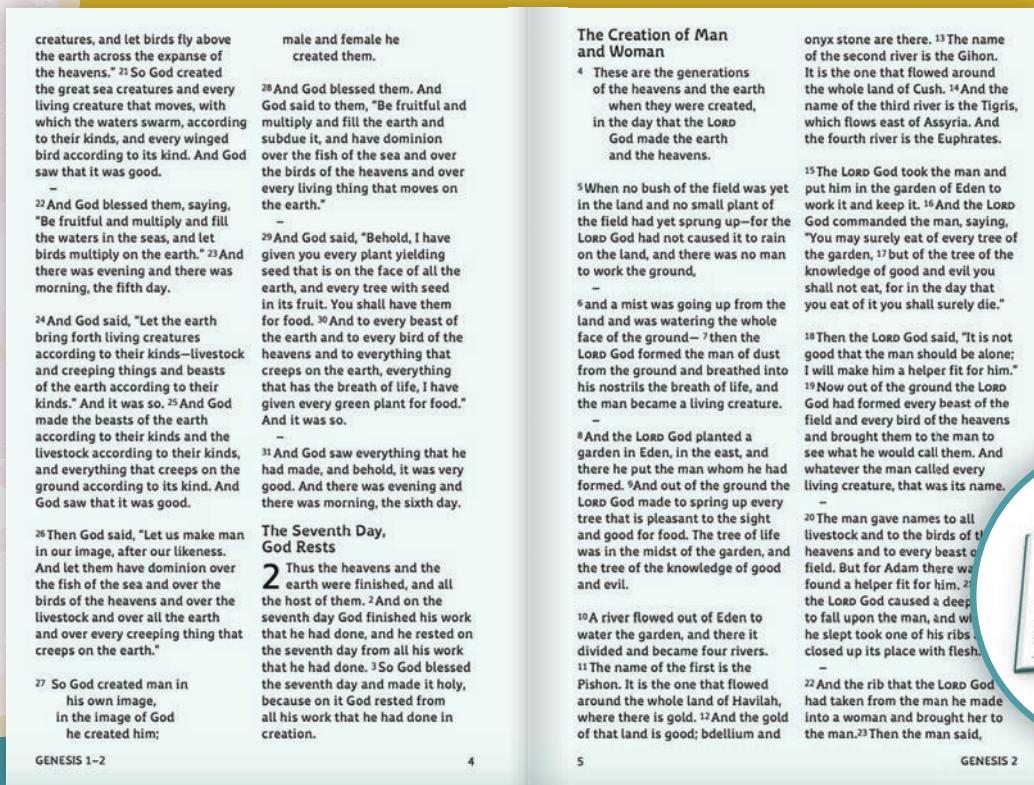 creatures, and let birds fly above
the earth across the expanse of
the heavens.” ²¹ So God created
the great sea creatures and every
living creature that moves, with
which the waters swarm, according
to their kinds, and every winged
bird according to its kind. And God
saw that it was good.
–
²² And God blessed them, saying,
“Be fruitful and multiply and fill
the waters in the seas, and let
birds multiply on the earth.” ²³ And
there was evening and there was
morning, the fifth day.
²⁴ And God said, “Let the earth
bring forth living creatures
according to their kinds—livestock
and creeping things and beasts
of the earth according to their
kinds.” And it was so. ²⁵ And God
made the beasts of the earth
according to their kinds and the
livestock according to their kinds,
and everything that creeps on the
ground according to its kind. And
God saw that it was good.
²⁶ Then God said, “Let us make man
in our image, after our likeness.
And let them have dominion over
the fish of the sea and over the
birds of the heavens and over the
livestock and over all the earth
and over every creeping thing that
creeps on the earth.”
²⁷ So God created man in
his own image,
in the image of God
he created him;
male and female he
created them.
²⁸ And God blessed them. And
God said to them, “Be fruitful and
multiply and fill the earth and
subdue it, and have dominion
over the fish of the sea and over
the birds of the heavens and over
every living thing that moves on
the earth.”
–
²⁹ And God said, “Behold, I have
given you every plant yielding
seed that is on the face of all the
earth, and every tree with seed
in its fruit. You shall have them
for food. ³⁰ And to every beast of
the earth and to every bird of the
heavens and to everything that
creeps on the earth, everything
that has the breath of life, I have
given every green plant for food.”
And it was so.
–
³¹ And God saw everything that he
had made, and behold, it was very
good. And there was evening and
there was morning, the sixth day.
The Seventh Day,
God Rests
2 Thus the heavens and the
earth were finished, and all
the host of them. ² And on the
seventh day God finished his work
that he had done, and he rested on
the seventh day from all his work
that he had done. ³ So God blessed
the seventh day and made it holy,
because on it God rested from
all his work that he had done in
creation.
GENESIS 1–2 4
The Creation of Man
and Woman
⁴ These are the generations
of the heavens and the earth
when they were created,
in the day that the LORD
God made the earth
and the heavens.
⁵ When no bush of the field was yet
in the land and no small plant of
the field had yet sprung up—for the
LORD God had not caused it to rain
on the land, and there was no man
to work the ground,
–
⁶ and a mist was going up from the
land and was watering the whole
face of the ground— ⁷ then the
LORD God formed the man of dust
from the ground and breathed into
his nostrils the breath of life, and
the man became a living creature.
–
⁸ And the LORD God planted a
garden in Eden, in the east, and
there he put the man whom he had
formed. ⁹ And out of the ground the
LORD God made to spring up every
tree that is pleasant to the sight
and good for food. The tree of life
was in the midst of the garden, and
the tree of the knowledge of good
and evil.
¹⁰ A river flowed out of Eden to
water the garden, and there it
divided and became four rivers.
¹¹ The name of the first is the
Pishon. It is the one that flowed
around the whole land of Havilah,
where there is gold. ¹² And the gold
of that land is good; bdellium and
onyx stone are there. ¹³ The name
of the second river is the Gihon.
It is the one that flowed around
the whole land of Cush. ¹⁴ And the
name of the third river is the Tigris,
which flows east of Assyria. And
the fourth river is the Euphrates.
¹⁵ The LORD God took the man and
put him in the garden of Eden to
work it and keep it. ¹⁶ And the LORD
God commanded the man, saying,
“You may surely eat of every tree of
the garden, ¹⁷ but of the tree of the
knowledge of good and evil you
shall not eat, for in the day that
you eat of it you shall surely die.”
¹⁸ Then the LORD God said, “It is not
good that the man should be alone;
I will make him a helper fit for him.”
¹⁹ Now out of the ground the LORD
God had formed every beast of the
field and every bird of the heavens
and brought them to the man to
see what he would call them. And
whatever the man called every
living creature, that was its name.
–
²⁰ The man gave names to all
livestock and to the birds of
heavens and to every beast
field. But for Adam there
found a helper fit for him.
the LORD God caused a deep
to fall upon the man, and
he slept took one of his ribs
closed up its place with flesh.
–
²² And the rib that the LORD God
had taken from the man he made
into a woman and brought her to
the man.²³ Then the man said,
5 GENESIS 2